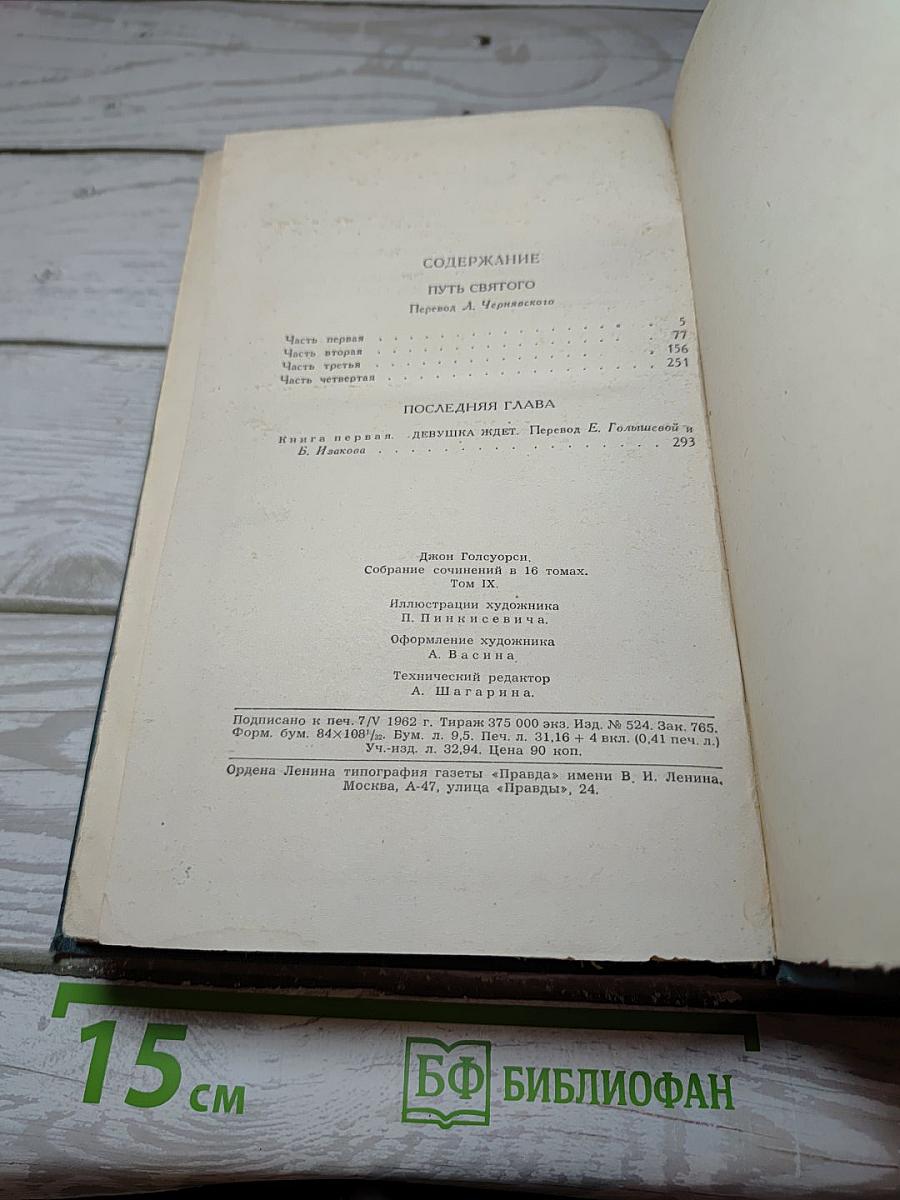 СОДЕРЖАНИЕ
ПУТЬ СВЯТОГО
Перевод А. Чернявского
Часть первая . . . . . . . . . . . . . . . . 5
Часть вторая . . . . . . . . . . . . . . . . 77
Часть третья . . . . . . . . . . . . . . . . 156
Часть четвертая . . . . . . . . . . . . . . . . 251
ПОСЛЕДНЯЯ ГЛАВА
Книга первая. ДЕВУШКА ЖДЕТ. Перевод Е. Голышевой и
Б. Изакова . . . . . . . . . . . . . . . . 293
Джон Голсуорси.
Собрание сочинений в 16 томах.
Том IX.
Иллюстрации художника
П. Пинкисевича.
Оформление художника
А. Васина.
Технический редактор
А. Шагарина.
Подписано к печ. 7/V 1962 г. Тираж 375 000 экз. Изд. № 524. Зак. 765.
Форм. бум. 84×108¹/₃₂. Бум. л. 9,5. Печ. л. 31,16 + 4 вкл. (0,41 печ. л.)
Уч.-изд. л. 32,94. Цена 90 коп.
Ордена Ленина типография газеты «Правда» имени В. И. Ленина.
Москва, А-47, улица «Правды», 24.
15 см
БФ БИБЛИОФАН